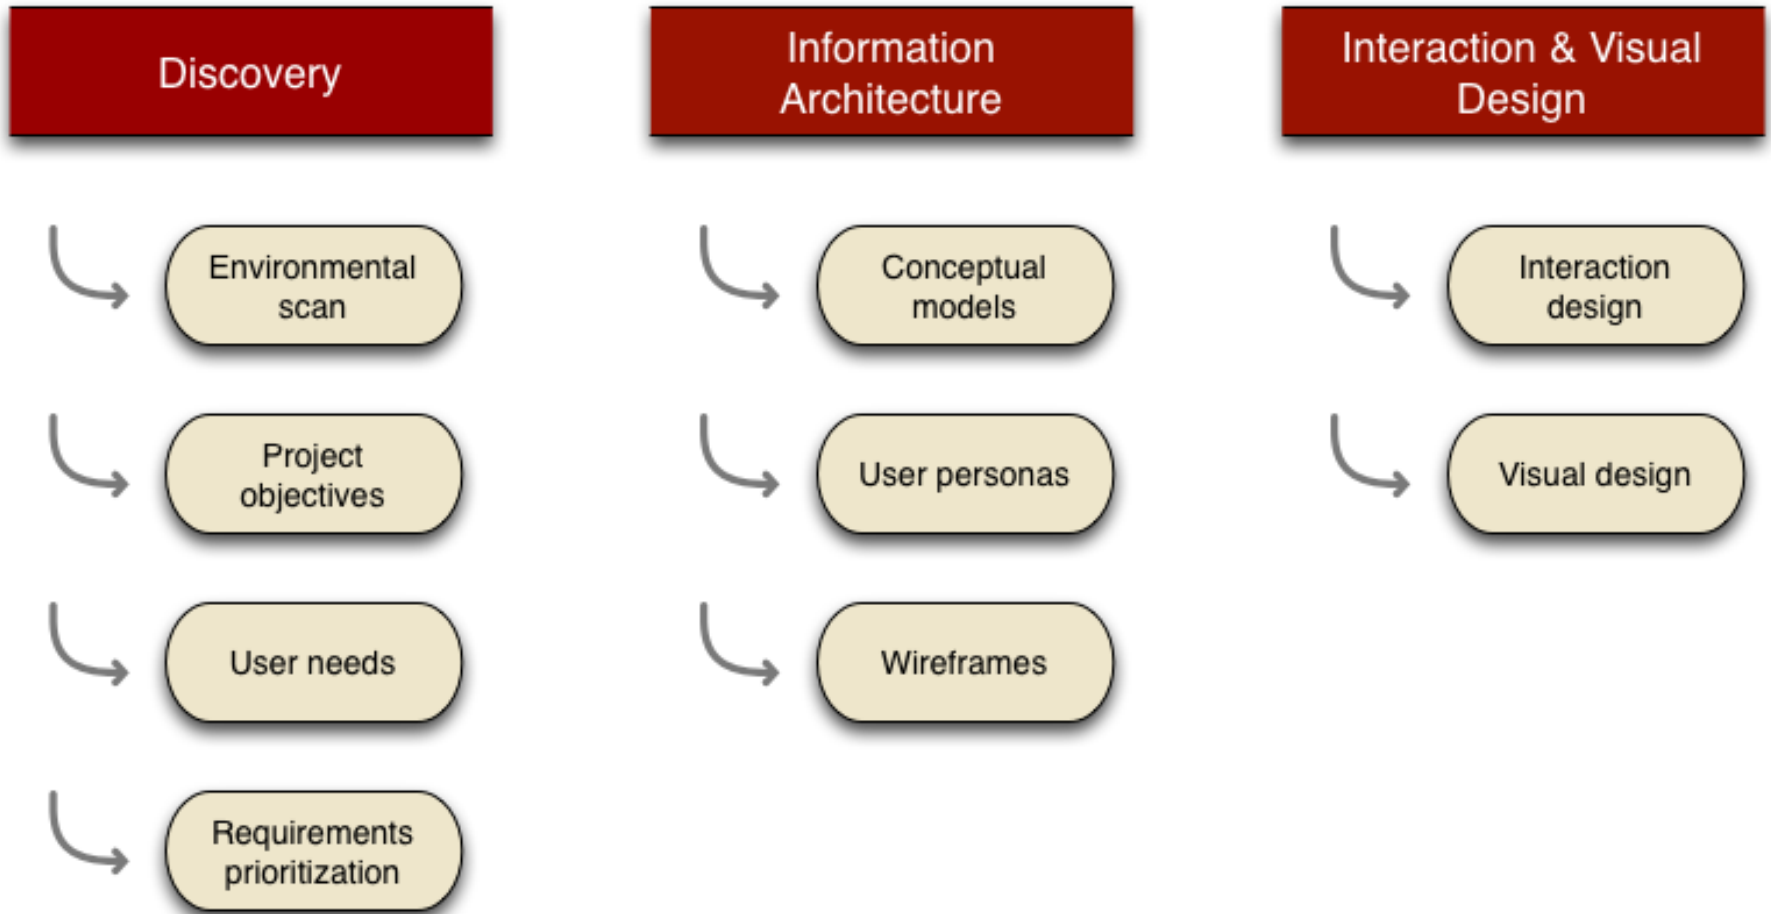 Discovery
Environmental
scan
Project
objectives
User needs
Requirements
prioritization
Information
Architecture
Conceptual
models
User personas
Wireframes
Interaction & Visual
Design
Interaction
design
Visual design